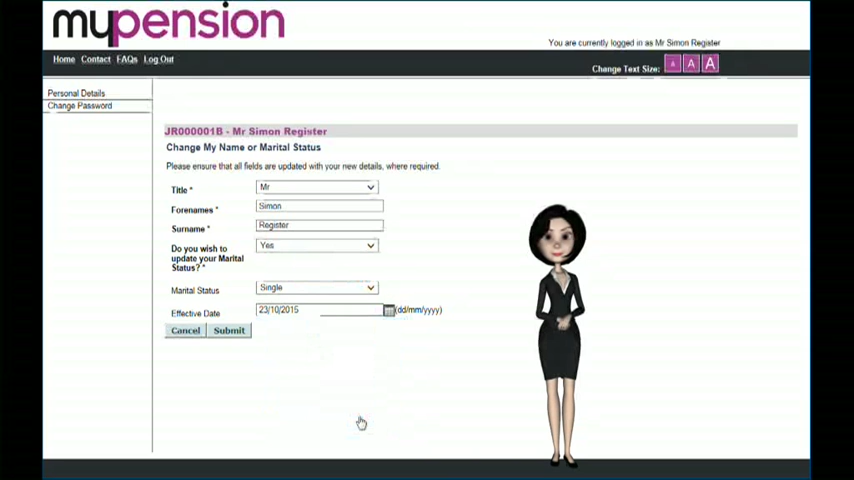 mypension
You are currently logged in as Mr Simon Register
Home Contact FAQs Log Out
Change Text Size: A A A
Personal Details
Change Password
JR000001B - Mr Simon Register
Change My Name or Marital Status
Please ensure that all fields are updated with your new details, where required.
Title * Mr
Forenames * Simon
Surname * Register
Do you wish to update your Marital Status? * Yes
Marital Status Single
Effective Date 23/10/2015 (dd/mm/yyyy)
Cancel Submit